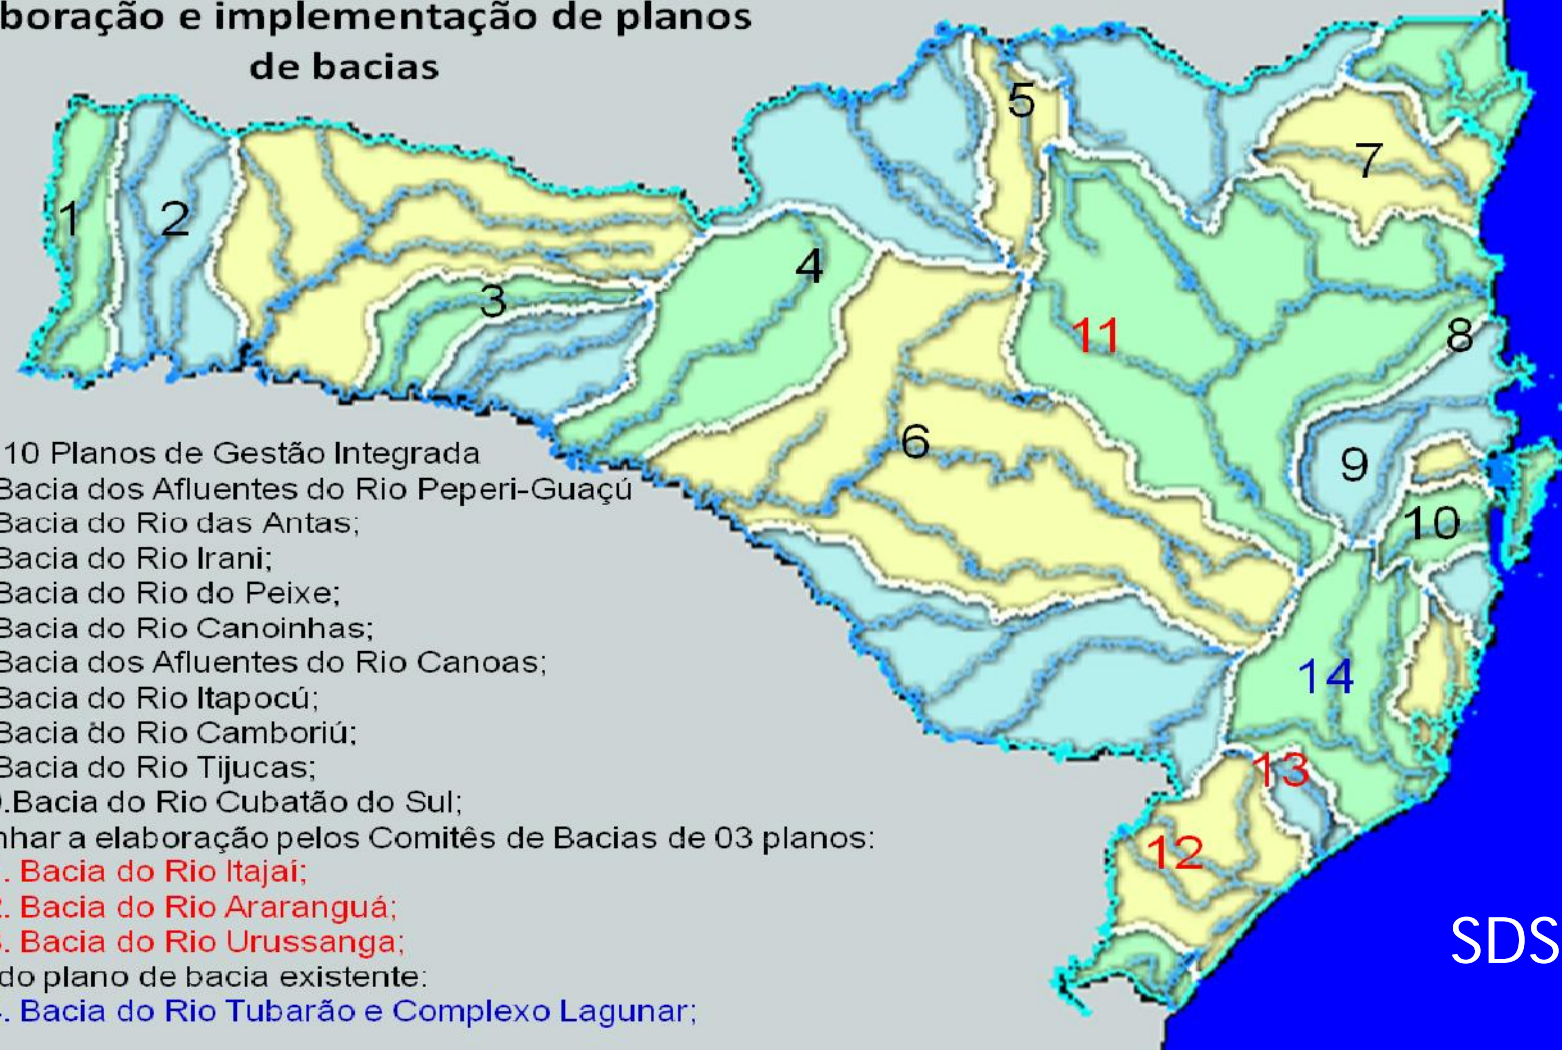 boração e implementação de planos
de bacias
1
2
3
4
5
6
7
8
9
10
11
12
13
14
10 Planos de Gestão Integrada
Bacia dos Afluentes do Rio Peperi-Guaçú
Bacia do Rio das Antas;
Bacia do Rio Irani;
Bacia do Rio do Peixe;
Bacia do Rio Canoinhas;
Bacia dos Afluentes do Rio Canoas;
Bacia do Rio Itapocú;
Bacia do Rio Camboriú;
Bacia do Rio Tijucas;
.Bacia do Rio Cubatão do Sul;
nhar a elaboração pelos Comitês de Bacias de 03 planos:
. Bacia do Rio Itajaí;
. Bacia do Rio Araranguá;
. Bacia do Rio Urussanga;
do plano de bacia existente:
. Bacia do Rio Tubarão e Complexo Lagunar;
SDS